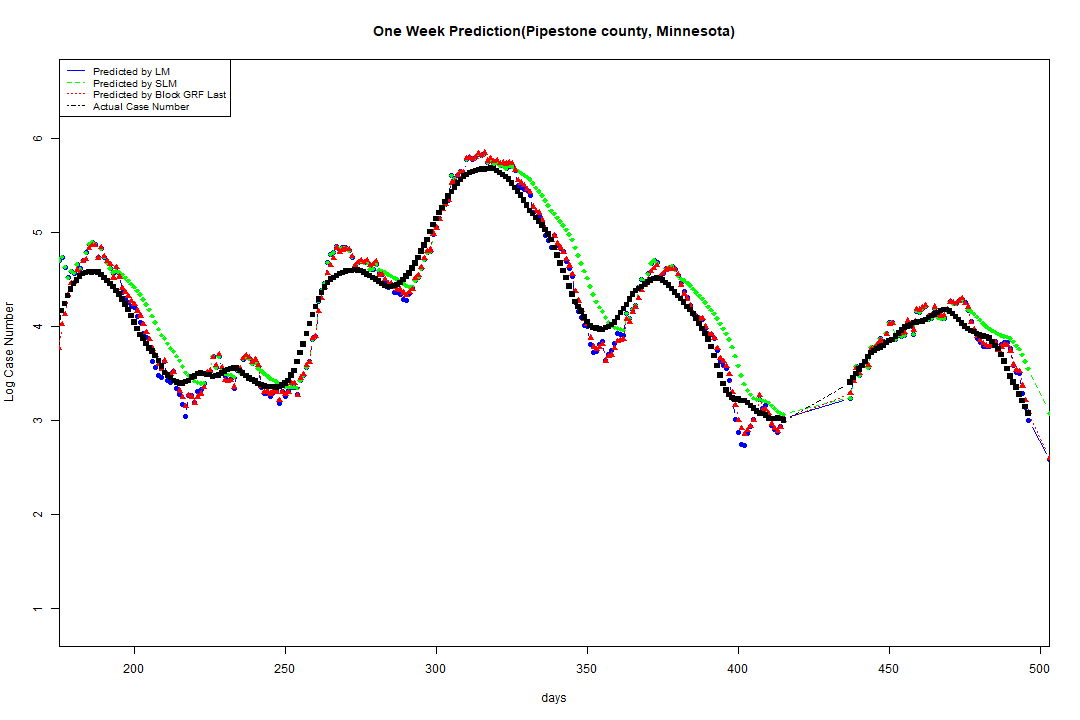 One Week Prediction(Pipestone county, Minnesota)
Predicted by LM
Predicted by SLM
Predicted by Block GRF Last
Actual Case Number
6
5
4
3
2
1
Log Case Number
200 250 300 350 400 450 500
days